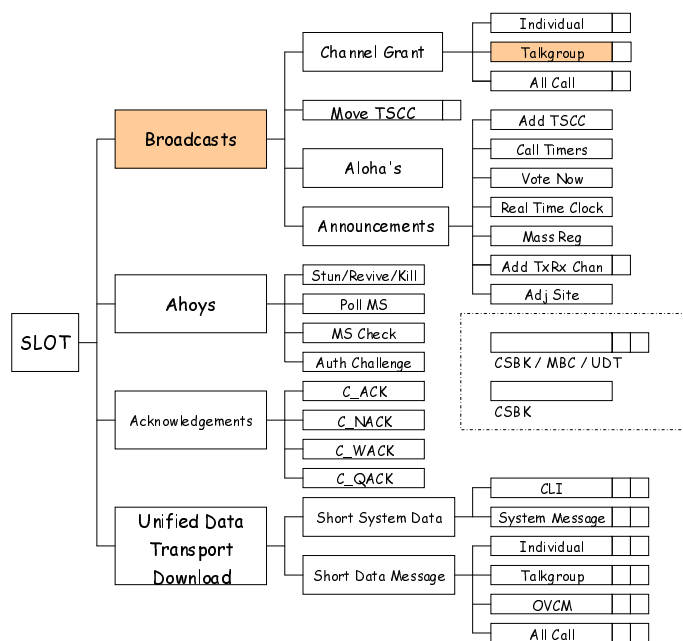 SLOT
Broadcasts
Channel Grant
Individual
Talkgroup
All Call
Move TSCC
Aloha's
Announcements
Add TSCC
Call Timers
Vote Now
Real Time Clock
Mass Reg
Add TxRx Chan
Adj Site
Ahoys
Stun/Revive/Kill
Poll MS
MS Check
Auth Challenge
Acknowledgements
C_ACK
C_NACK
C_WACK
C_QACK
Unified Data
Transport
Download
Short System Data
CLI
System Message
Short Data Message
Individual
Talkgroup
OVCM
All Call
CSBK / MBC / UDT
CSBK